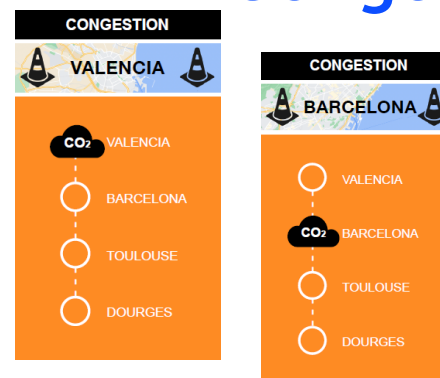 CONGESTION
VALENCIA
CO2 VALENCIA
BARCELONA
TOULOUSE
DOURGES
CONGESTION
BARCELONA
VALENCIA
CO2 BARCELONA
TOULOUSE
DOURGES